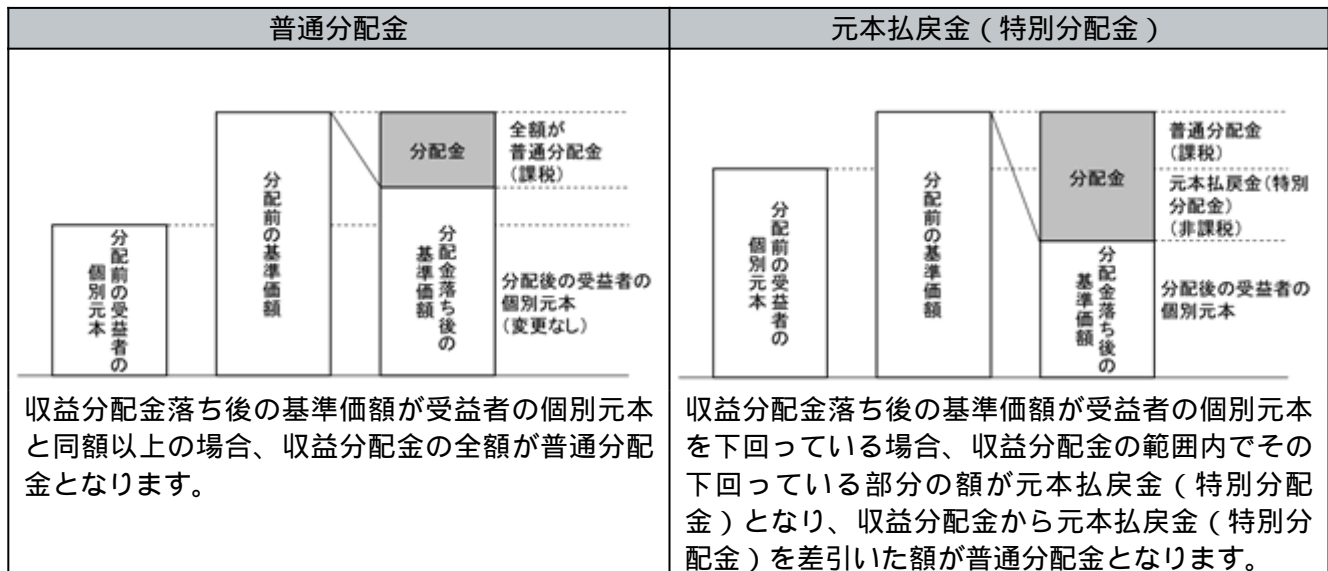 普通分配金
分配前の受益者の
個別元本
分配前の基準価額
分配金
分配金落ち後の
基準価額
全額が
普通分配金
(課税)
分配後の受益者の
個別元本
(変更なし)
収益分配金落ち後の基準価額が受益者の個別元本
と同額以上の場合、収益分配金の全額が普通分配
金となります。
元本払戻金(特別分配金)
分配前の受益者の
個別元本
分配前の基準価額
分配金
分配金落ち後の
基準価額
普通分配金
(課税)
元本払戻金(特別
分配金)
(非課税)
分配後の受益者の
個別元本
収益分配金落ち後の基準価額が受益者の個別元本
を下回っている場合、収益分配金の範囲内でその
下回っている部分の額が元本払戻金(特別分配
金)となり、収益分配金から元本払戻金(特別分
配金)を差引いた額が普通分配金となります。